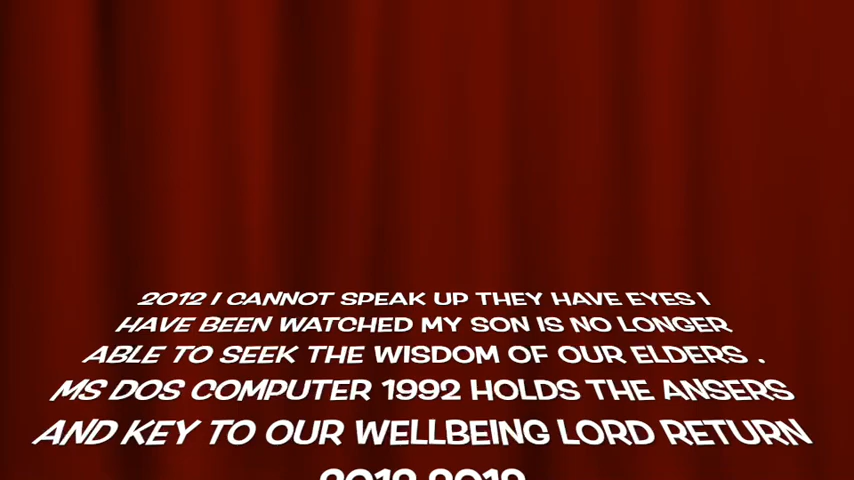 2012 I CANNOT SPEAK UP THEY HAVE EYES I
HAVE BEEN WATCHED MY SON IS NO LONGER
ABLE TO SEEK THE WISDOM OF OUR ELDERS .
MS DOS COMPUTER 1992 HOLDS THE ANSERS
AND KEY TO OUR WELLBEING LORD RETURN